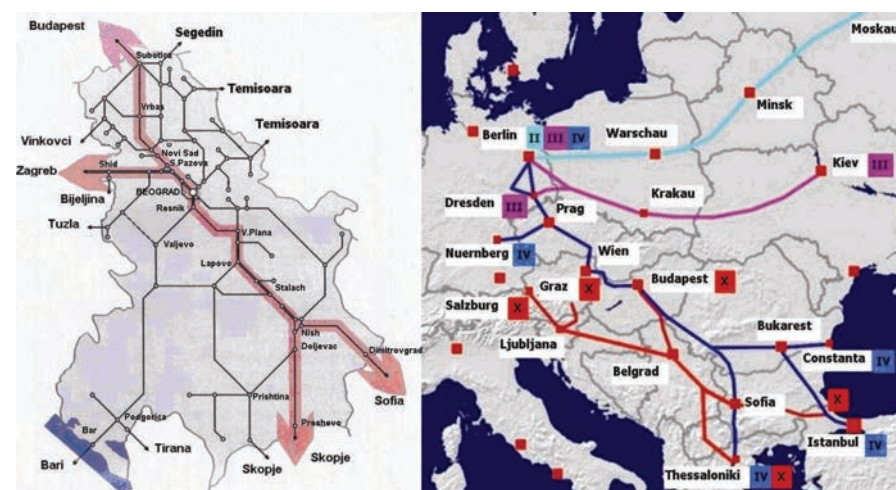 Budapest
Segedin
Subotica
Temisoara
Vrbas
Temisoara
Vinkovci
Novi Sad
S.Pazova
Zagreb
Shid
BEOGRAD
Bijeljina
Resnik
Tuzla
V.Plana
Valjevo
Lapovo
Stalach
Nish
Doljevac
Dimitrovgrad
Sofia
Prishtina
Podgorica
Preshevo
Bar
Tirana
Bari
Skopje
Skopje
Moskau
Minsk
Berlin II III IV
Warschau
Kiev III
Krakau
Dresden III
Prag
Nuernberg IV
Wien
Budapest X
Graz X
Salzburg X
Bukarest
Ljubljana
Constanta IV
Belgrad
Sofia
X
Istanbul IV
Thessaloniki IV X